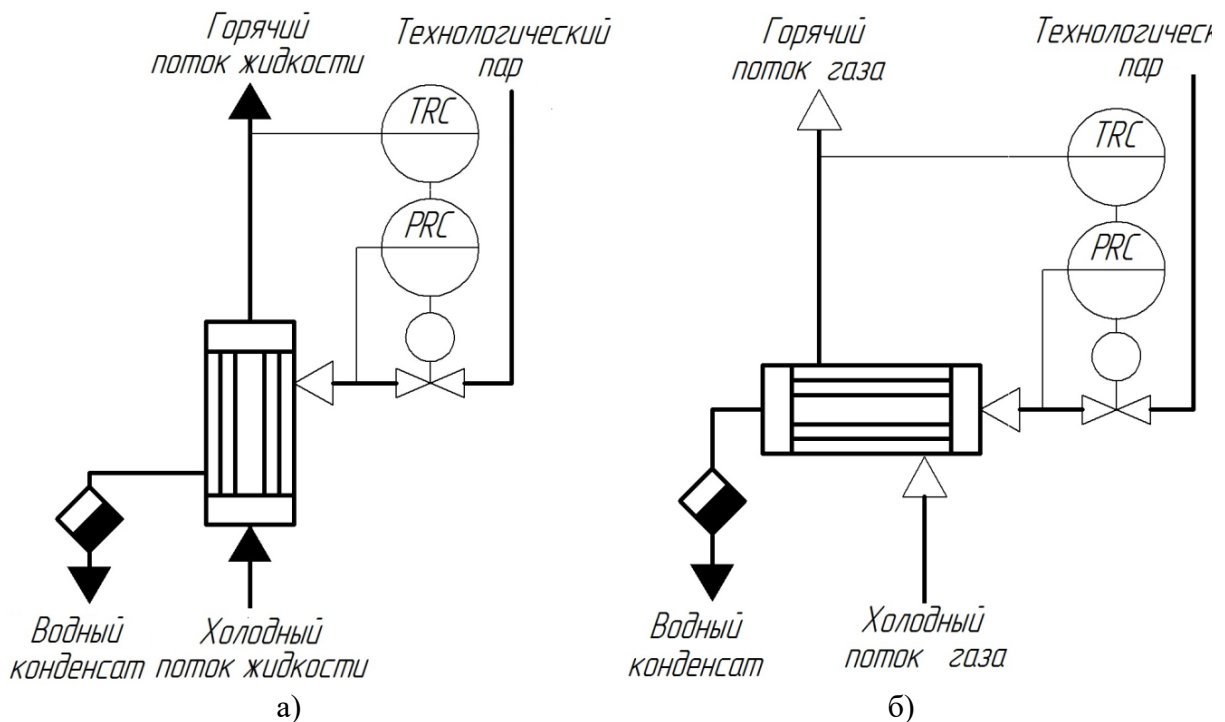 Горячий
поток жидкости
Технологический
пар
TRC
PRC
Водный
конденсат
Холодный
поток жидкости
а)
Горячий
поток газа
Технологическ
пар
TRC
PRC
Водный
конденсат
Холодный
поток газа
б)